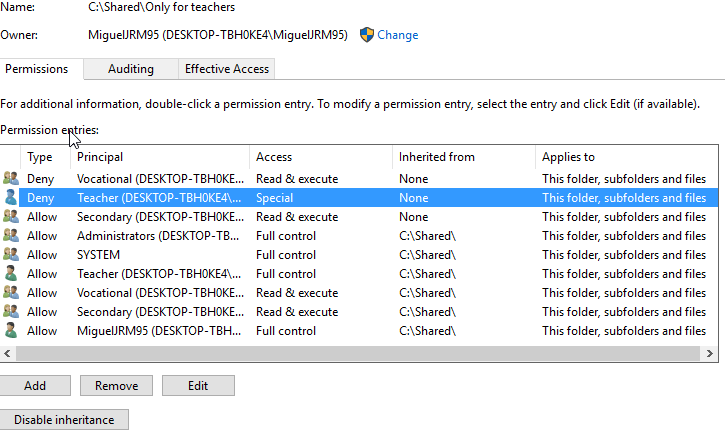 Name: C:\Shared\Only for teachers
Owner: MiguelJRM95 (DESKTOP-TBH0KE4\MiguelJRM95) Change
Permissions Auditing Effective Access
For additional information, double-click a permission entry. To modify a permission entry, select the entry and click Edit (if available).
Permission entries:
Type Principal Access Inherited from Applies to
Deny Vocational (DESKTOP-TBH0KE... Read & execute None This folder, subfolders and files
Deny Teacher (DESKTOP-TBH0KE4\... Special None This folder, subfolders and files
Allow Secondary (DESKTOP-TBH0KE... Read & execute None This folder, subfolders and files
Allow Administrators (DESKTOP-TB... Full control C:\Shared\ This folder, subfolders and files
Allow SYSTEM Full control C:\Shared\ This folder, subfolders and files
Allow Teacher (DESKTOP-TBH0KE4\... Full control C:\Shared\ This folder, subfolders and files
Allow Vocational (DESKTOP-TBH0KE... Read & execute C:\Shared\ This folder, subfolders and files
Allow Secondary (DESKTOP-TBH0KE... Read & execute C:\Shared\ This folder, subfolders and files
Allow MiguelJRM95 (DESKTOP-TBH... Full control C:\Shared\ This folder, subfolders and files
Add Remove Edit
Disable inheritance